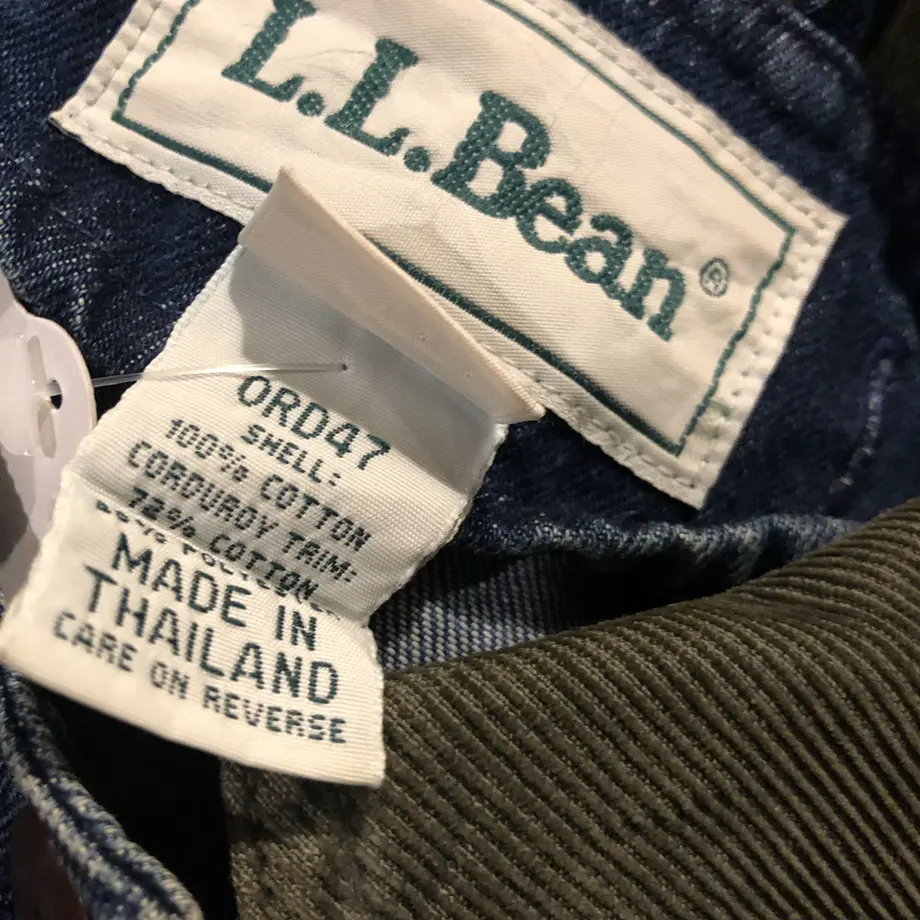 L.L.Bean®
ORD47
SHELL:
100% COTTON
CORDUROY TRIM:
72% COTTON
MADE IN
THAILAND
CARE ON REVERSE